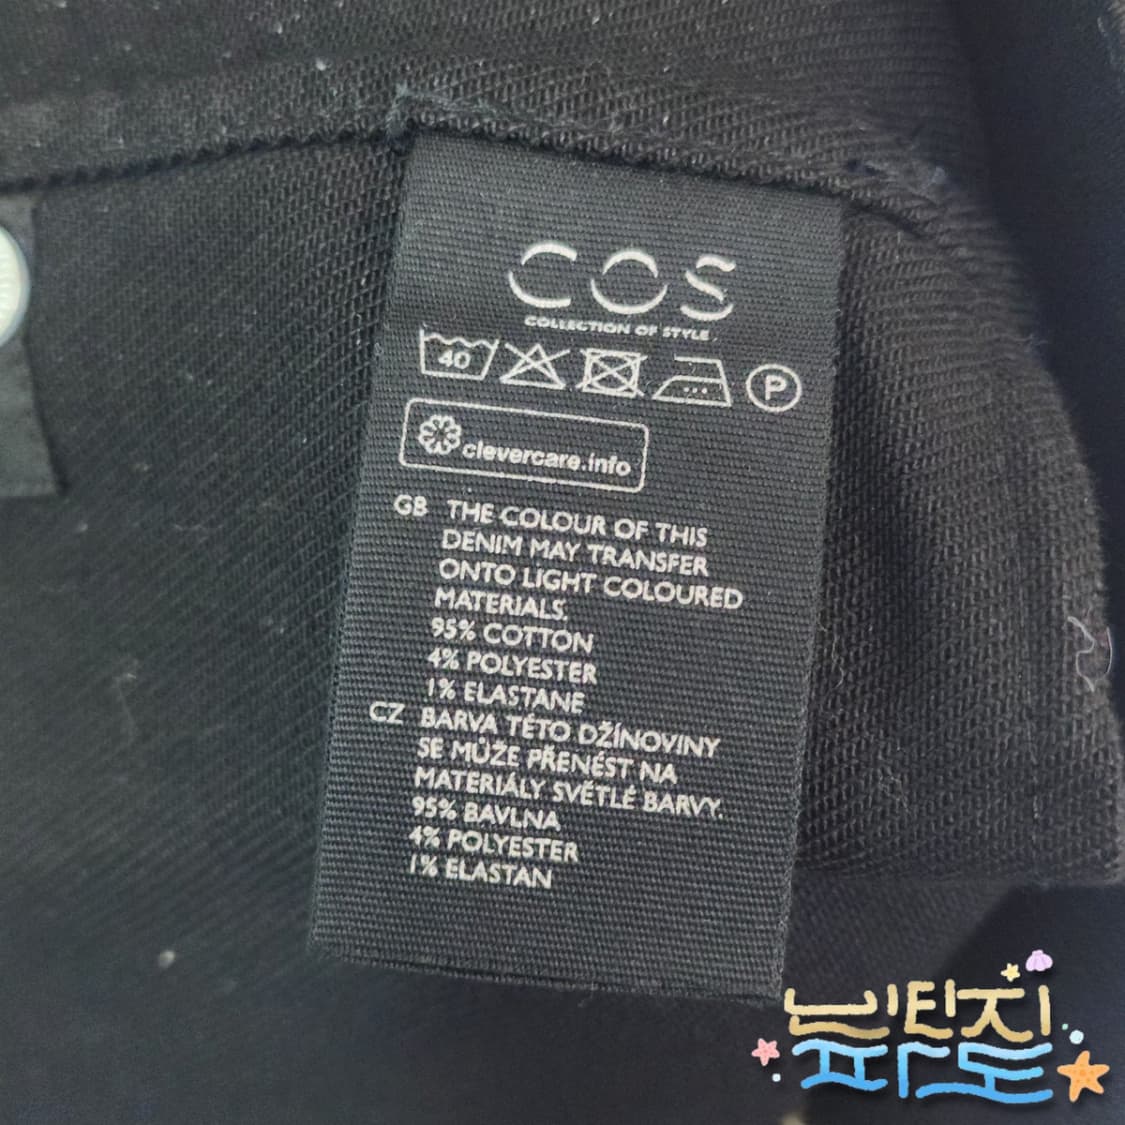 COS
COLLECTION OF STYLE
40
P
clevercare.info
GB THE COLOUR OF THIS
DENIM MAY TRANSFER
ONTO LIGHT COLOURED
MATERIALS.
95% COTTON
4% POLYESTER
1% ELASTANE
CZ BARVA TÉTO DŽÍNOVINY
SE MŮŽE PŘENÉST NA
MATERIÁLY SVĚTLÉ BARVY.
95% BAVLNA
4% POLYESTER
1% ELASTAN
빈티지
파도